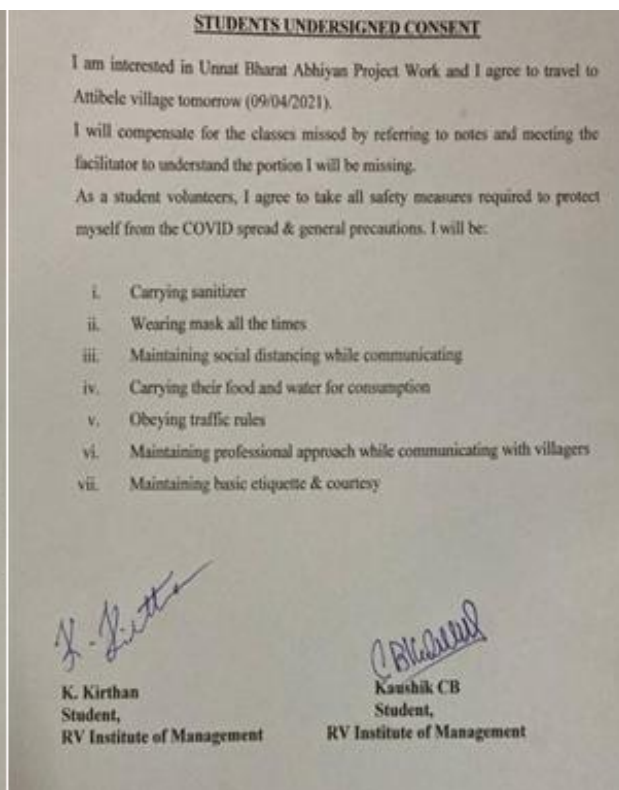 STUDENTS UNDERSIGNED CONSENT
I am interested in Unnat Bharat Abhiyan Project Work and I agree to travel to
Attibele village tomorrow (09/04/2021).
I will compensate for the classes missed by referring to notes and meeting the
facilitator to understand the portion I will be missing.
As a student volunteers, I agree to take all safety measures required to protect
myself from the COVID spread & general precautions. I will be:
i. Carrying sanitizer
ii. Wearing mask all the times
iii. Maintaining social distancing while communicating
iv. Carrying their food and water for consumption
v. Obeying traffic rules
vi. Maintaining professional approach while communicating with villagers
vii. Maintaining basic etiquette & courtesy
K. Kirthan
K. Kirthan
Student,
RV Institute of Management
Kaushik CB
Student,
RV Institute of Management